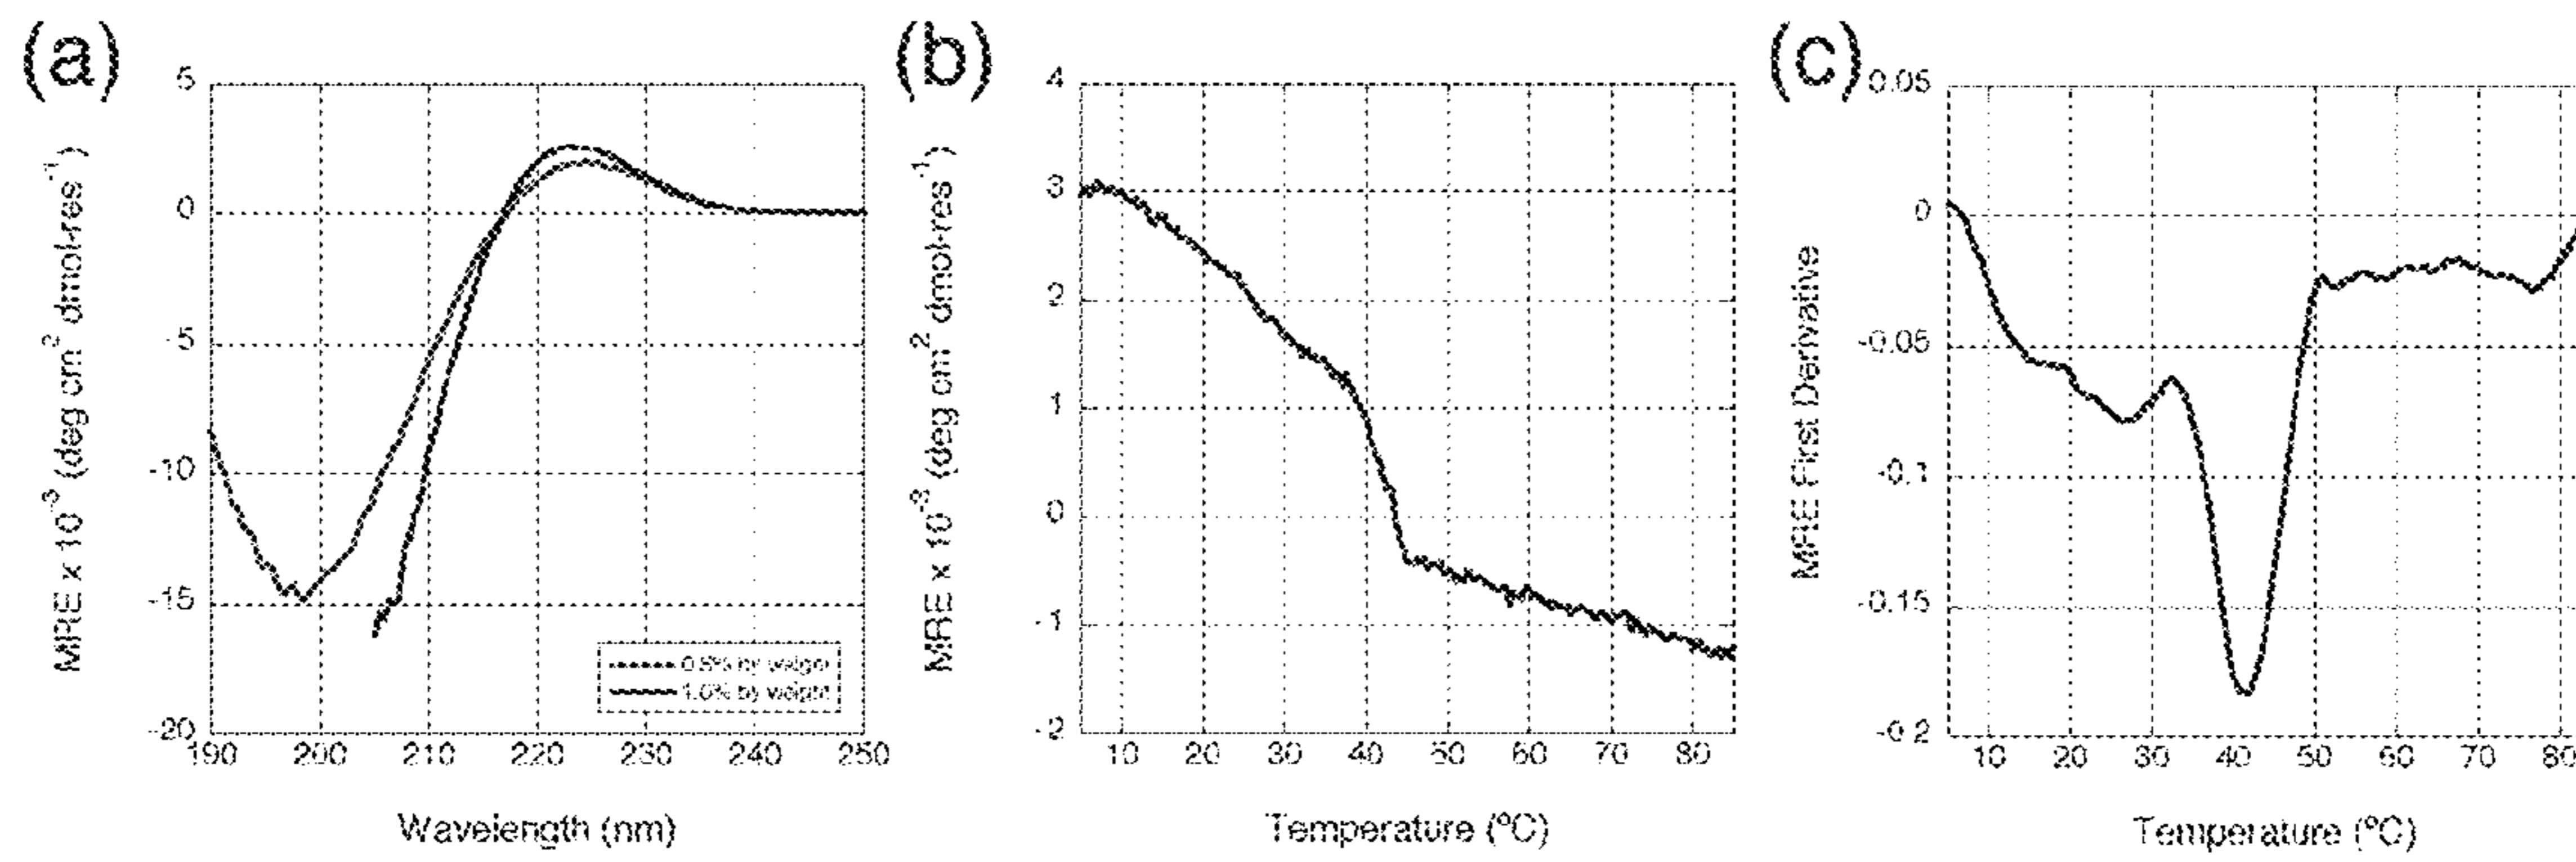 (a)
5
0
-5
-10
-15
-20
190 200 210 220 230 240 250
MRE x 10⁻³ (deg cm² dmol-res⁻¹)
Wavelength (nm)
by weight
1.0% by weight
(b)
4
3
2
1
0
-1
-2
10 20 30 40 50 60 70 80
MRE x 10⁻³ (deg cm² dmol-res⁻¹)
Temperature (ºC)
(c)
0.05
0
-0.05
-0.1
-0.15
-0.2
10 20 30 40 50 60 70 80
MRE First Derivative
Temperature (ºC)